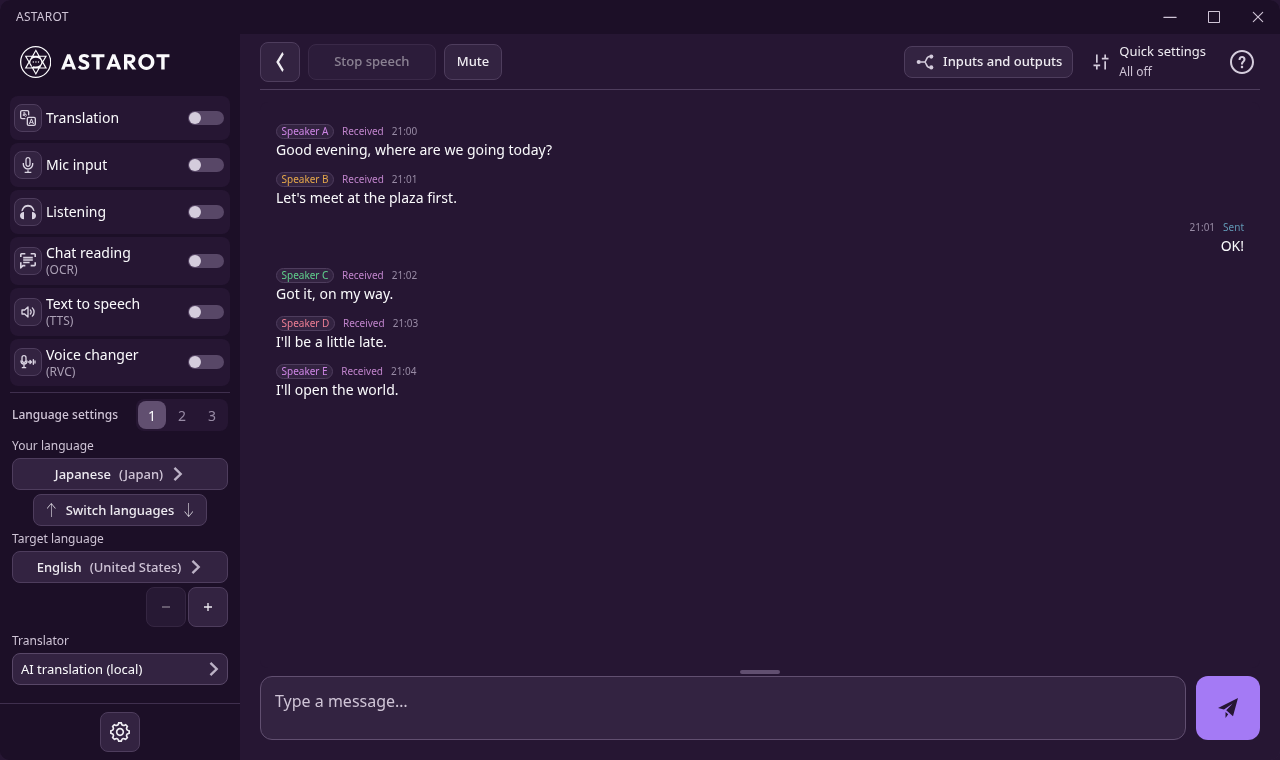 ASTAROT
ASTAROT
Translation
Mic input
Listening
Chat reading
(OCR)
Text to speech
(TTS)
Voice changer
(RVC)
Language settings 1 2 3
Your language
Japanese (Japan)
Switch languages
Target language
English (United States)
− +
Translator
AI translation (local)
Stop speech
Mute
Inputs and outputs
Quick settings
All off
?
Speaker A Received 21:00
Good evening, where are we going today?
Speaker B Received 21:01
Let's meet at the plaza first.
21:01 Sent
OK!
Speaker C Received 21:02
Got it, on my way.
Speaker D Received 21:03
I'll be a little late.
Speaker E Received 21:04
I'll open the world.
Type a message...